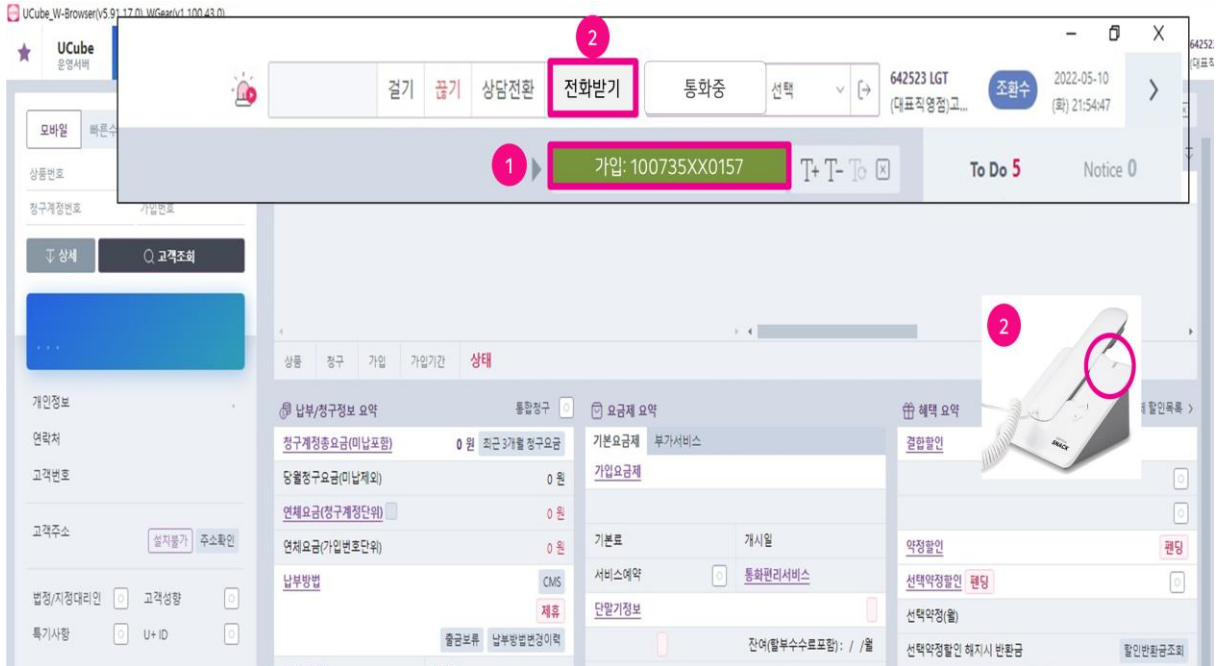 UCube_W-Browser(v5.91.17.0) WGear(v1.100.43.0)
UCube
운영서버
2
걸기 끊기 상담전환 전화받기 통화중 선택
642523 LGT
(대표직영점)고...
조환수
2022-05-10
(화) 21:54:47
1 가입: 100735XX0157 T+ T-
To Do 5 Notice 0
모바일
상품번호
청구계정번호 가입번호
상세 고객조회
...
상품 청구 가입 가입기간 상태
2
SNACK
개인정보
연락처
고객번호
고객주소 설치불가 주소확인
법정/지정대리인 고객성향
특기사항 U+ ID
납부/청구정보 요약 통합청구
청구계정총요금(미납포함) 0 원 최근 3개월 청구요금
당월청구요금(미납제외) 0 원
연체요금(청구계정단위) 0 원
연체요금(가입번호단위) 0 원
납부방법 CMS
제휴
출금보류 납부방법변경이력
요금제 요약
기본요금제 부가서비스
가입요금제
기본료 개시일
서비스예약 통화편리서비스
단말기정보
잔여(할부수수료포함) : / /월
혜택 요약 할인목록 >
결합할인
약정할인 펜딩
선택약정할인 펜딩
선택약정(월)
선택약정할인 해지시 반환금 할인반환금조회